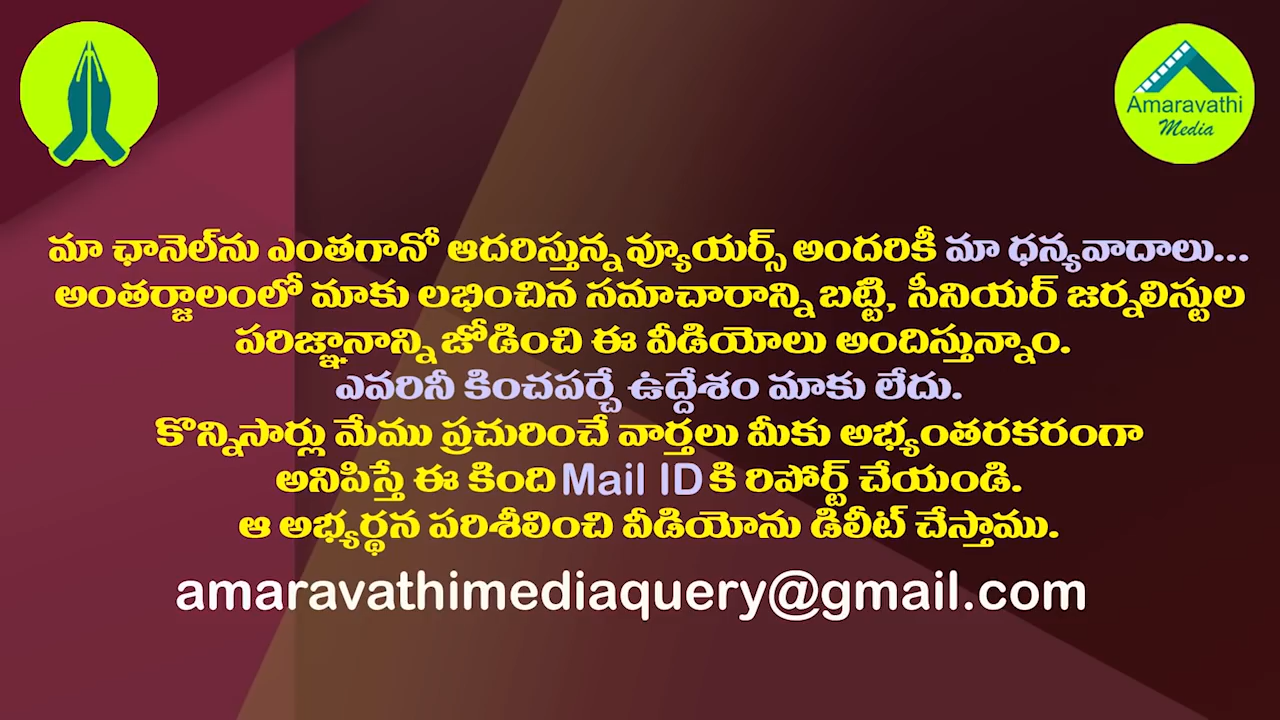 Amaravathi
Media
మా ఛానెల్‌ను ఎంతగానో ఆదరిస్తున్న వ్యూయర్స్ అందరికీ మా ధన్యవాదాలు...
అంతర్జాలంలో మాకు లభించిన సమాచారాన్ని బట్టి, సీనియర్ జర్నలిస్టుల
పరిజ్ఞానాన్ని జోడించి ఈ వీడియోలు అందిస్తున్నాం.
ఎవరినీ కించపర్చే ఉద్దేశం మాకు లేదు.
కొన్నిసార్లు మేము ప్రచురించే వార్తలు మీకు అభ్యంతరకరంగా
అనిపిస్తే ఈ కింది Mail ID కి రిపోర్ట్ చేయండి.
ఆ అభ్యర్థన పరిశీలించి వీడియోను డిలీట్ చేస్తాము.
amaravathimediaquery@gmail.com